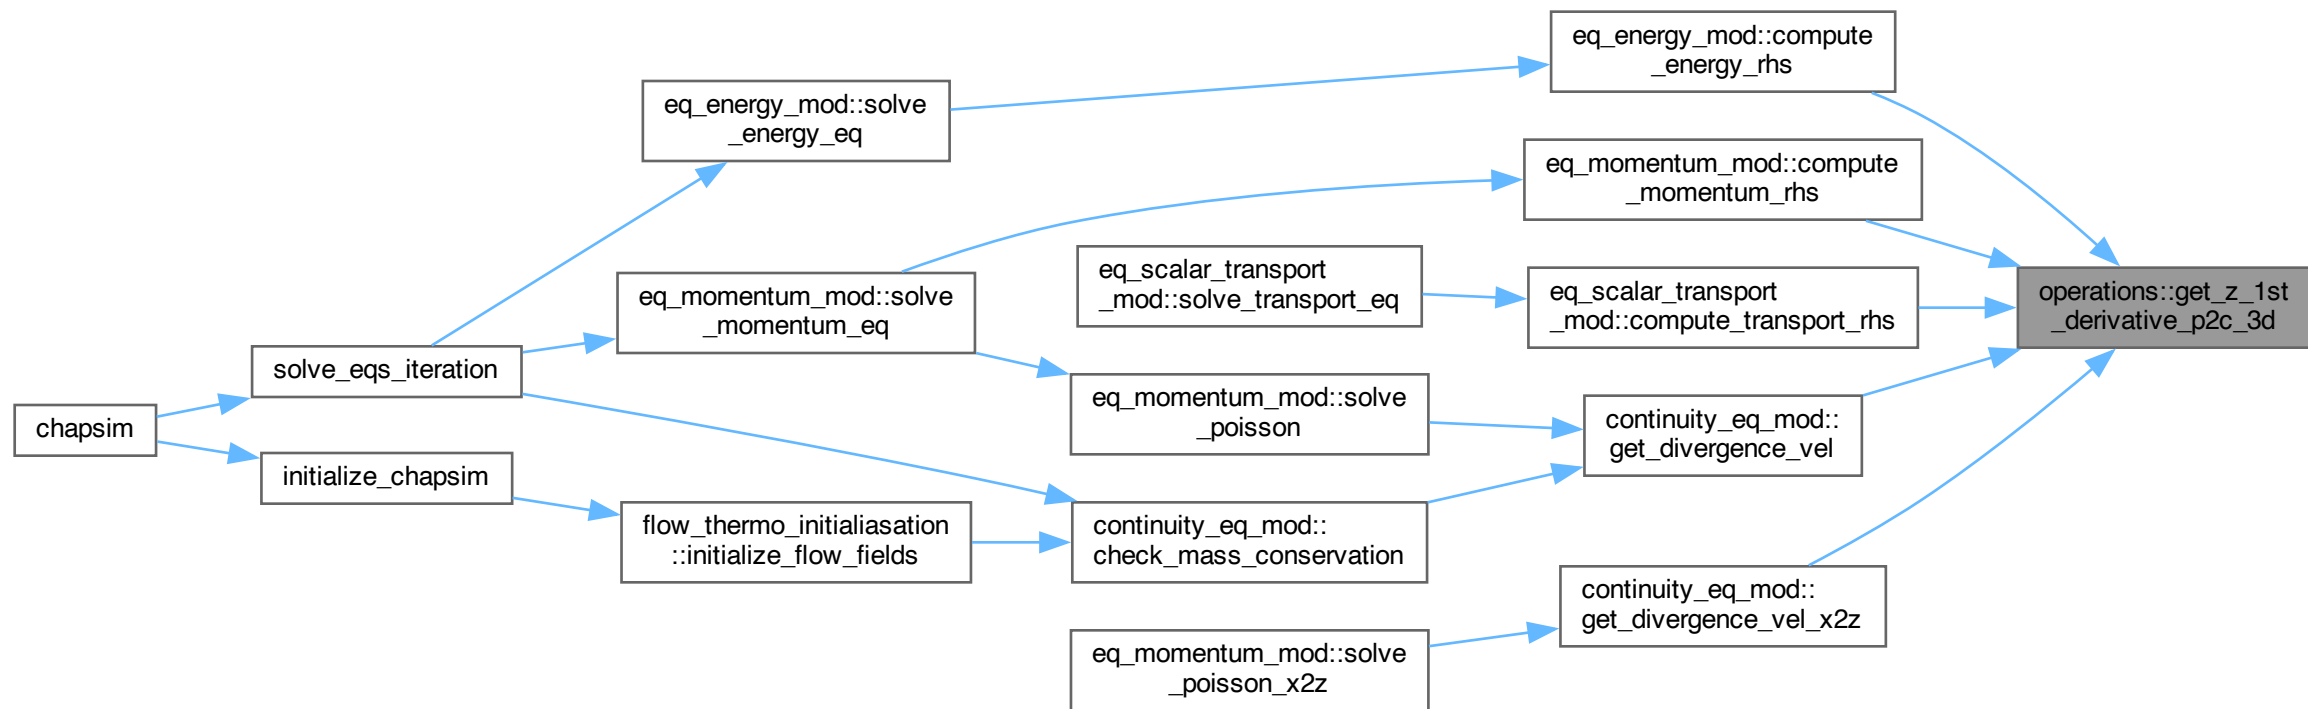 eq_energy_mod::compute
_energy_rhs
eq_energy_mod::solve
_energy_eq
eq_momentum_mod::compute
_momentum_rhs
eq_scalar_transport
_mod::solve_transport_eq
eq_scalar_transport
_mod::compute_transport_rhs
operations::get_z_1st
_derivative_p2c_3d
eq_momentum_mod::solve
_momentum_eq
solve_eqs_iteration
eq_momentum_mod::solve
_poisson
continuity_eq_mod::
get_divergence_vel
chapsim
initialize_chapsim
flow_thermo_initialiasation
::initialize_flow_fields
continuity_eq_mod::
check_mass_conservation
continuity_eq_mod::
get_divergence_vel_x2z
eq_momentum_mod::solve
_poisson_x2z